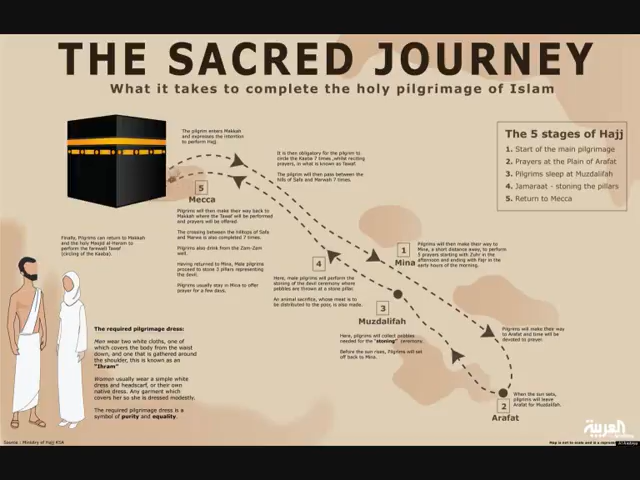 THE SACRED JOURNEY
What it takes to complete the holy pilgrimage of Islam
The pilgrim enters Makkah
and expresses the intention
to perform Hajj.
It is then obligatory for the pilgrim to
circle the Kaaba 7 times, whilst reciting
prayers, in what is known as Tawaf.
The pilgrim will then pass between the
hills of Safa and Marwah 7 times.
The 5 stages of Hajj
1. Start of the main pilgrimage
2. Prayers at the Plain of Arafat
3. Pilgrims sleep at Muzdalifah
4. Jamaraat - stoning the pillars
5. Return to Mecca
5
Mecca
Pilgrims will then make their way back to
Makkah where the Tawaf will be performed
and prayers will be offered.
The crossing between the hilltops of Safa
and Marwa is also completed 7 times.
Pilgrims also drink from the Zam-Zam
well.
Having returned to Mina, Male pilgrims
proceed to stone 3 pillars representing
the devil.
Pilgrims usually stay in Mina to offer
prayer for a few days.
Finally, Pilgrims can return to Makkah
and the holy Masjid al-Haram to
perform the farewell Tawaf
(circling of the Kaaba).
1
Mina
Pilgrims will then make their way to
Mina, a short distance away, to perform
5 prayers starting with Zuhr in the
afternoon and ending with Fajr in the
early hours of the morning.
4
Here, male pilgrims will perform the
stoning of the devil ceremony where
pebbles are thrown at a stone pillar.
An animal sacrifice, whose meat is to
be distributed to the poor, is also made.
3
Muzdalifah
Here, pilgrims will collect pebbles
needed for the "stoning" ceremony.
Before the sun rises, Pilgrims will set
off back to Mina.
Pilgrims will make their way
to Arafat and time will be
devoted to prayer.
When the sun sets,
pilgrims will leave
Arafat for Muzdalifah.
2
Arafat
The required pilgrimage dress:
Men wear two white cloths, one of
which covers the body from the waist
down, and one that is gathered around
the shoulder, this is known as an
"Ihram"
Women usually wear a simple white
dress and headscarf, or their own
native dress. Any garment which
covers her so she is dressed modestly.
The required pilgrimage dress is a
symbol of purity and equality.
العربية
Source - Ministry of Hajj KSA
Map is not to scale and is a